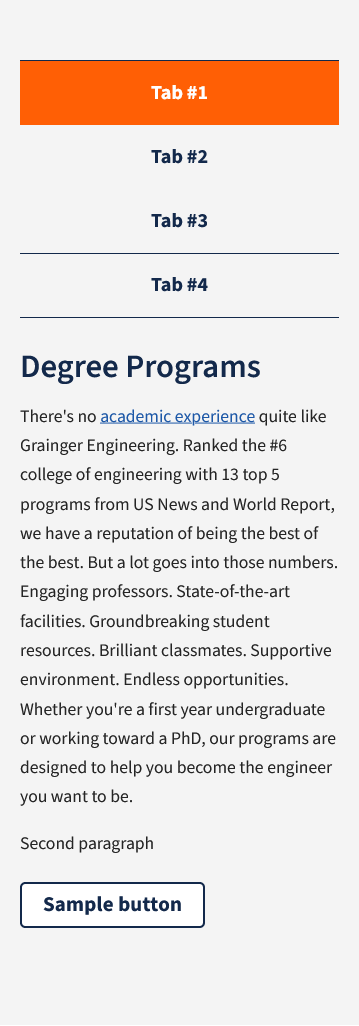 Tab #1
Tab #2
Tab #3
Tab #4
Degree Programs
There's no academic experience quite like
Grainger Engineering. Ranked the #6
college of engineering with 13 top 5
programs from US News and World Report,
we have a reputation of being the best of
the best. But a lot goes into those numbers.
Engaging professors. State-of-the-art
facilities. Groundbreaking student
resources. Brilliant classmates. Supportive
environment. Endless opportunities.
Whether you're a first year undergraduate
or working toward a PhD, our programs are
designed to help you become the engineer
you want to be.
Second paragraph
Sample button